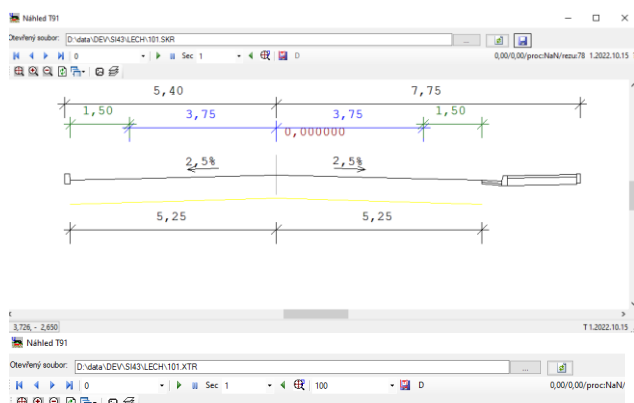 Náhled T91
Otevřený soubor: D:\data\DEV\SI43\LECH\101.SKR ...
0 Sec 1 D 0,00/0,00/proc:NaN/rezu:78 1.2022.10.15
5,40 7,75
1,50 3,75 3,75 1,50
0,000000
2,5% 2,5%
5,25 5,25
3,726, - 2,650 T 1.2022.10.15
Náhled T91
Otevřený soubor: D:\data\DEV\SI43\LECH\101.XTR ...
0 Sec 1 100 D 0,00/0,00/proc:NaN/